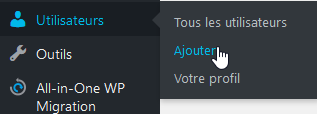 Utilisateurs
Tous les utilisateurs
Ajouter
Votre profil
Outils
All-in-One WP
Migration